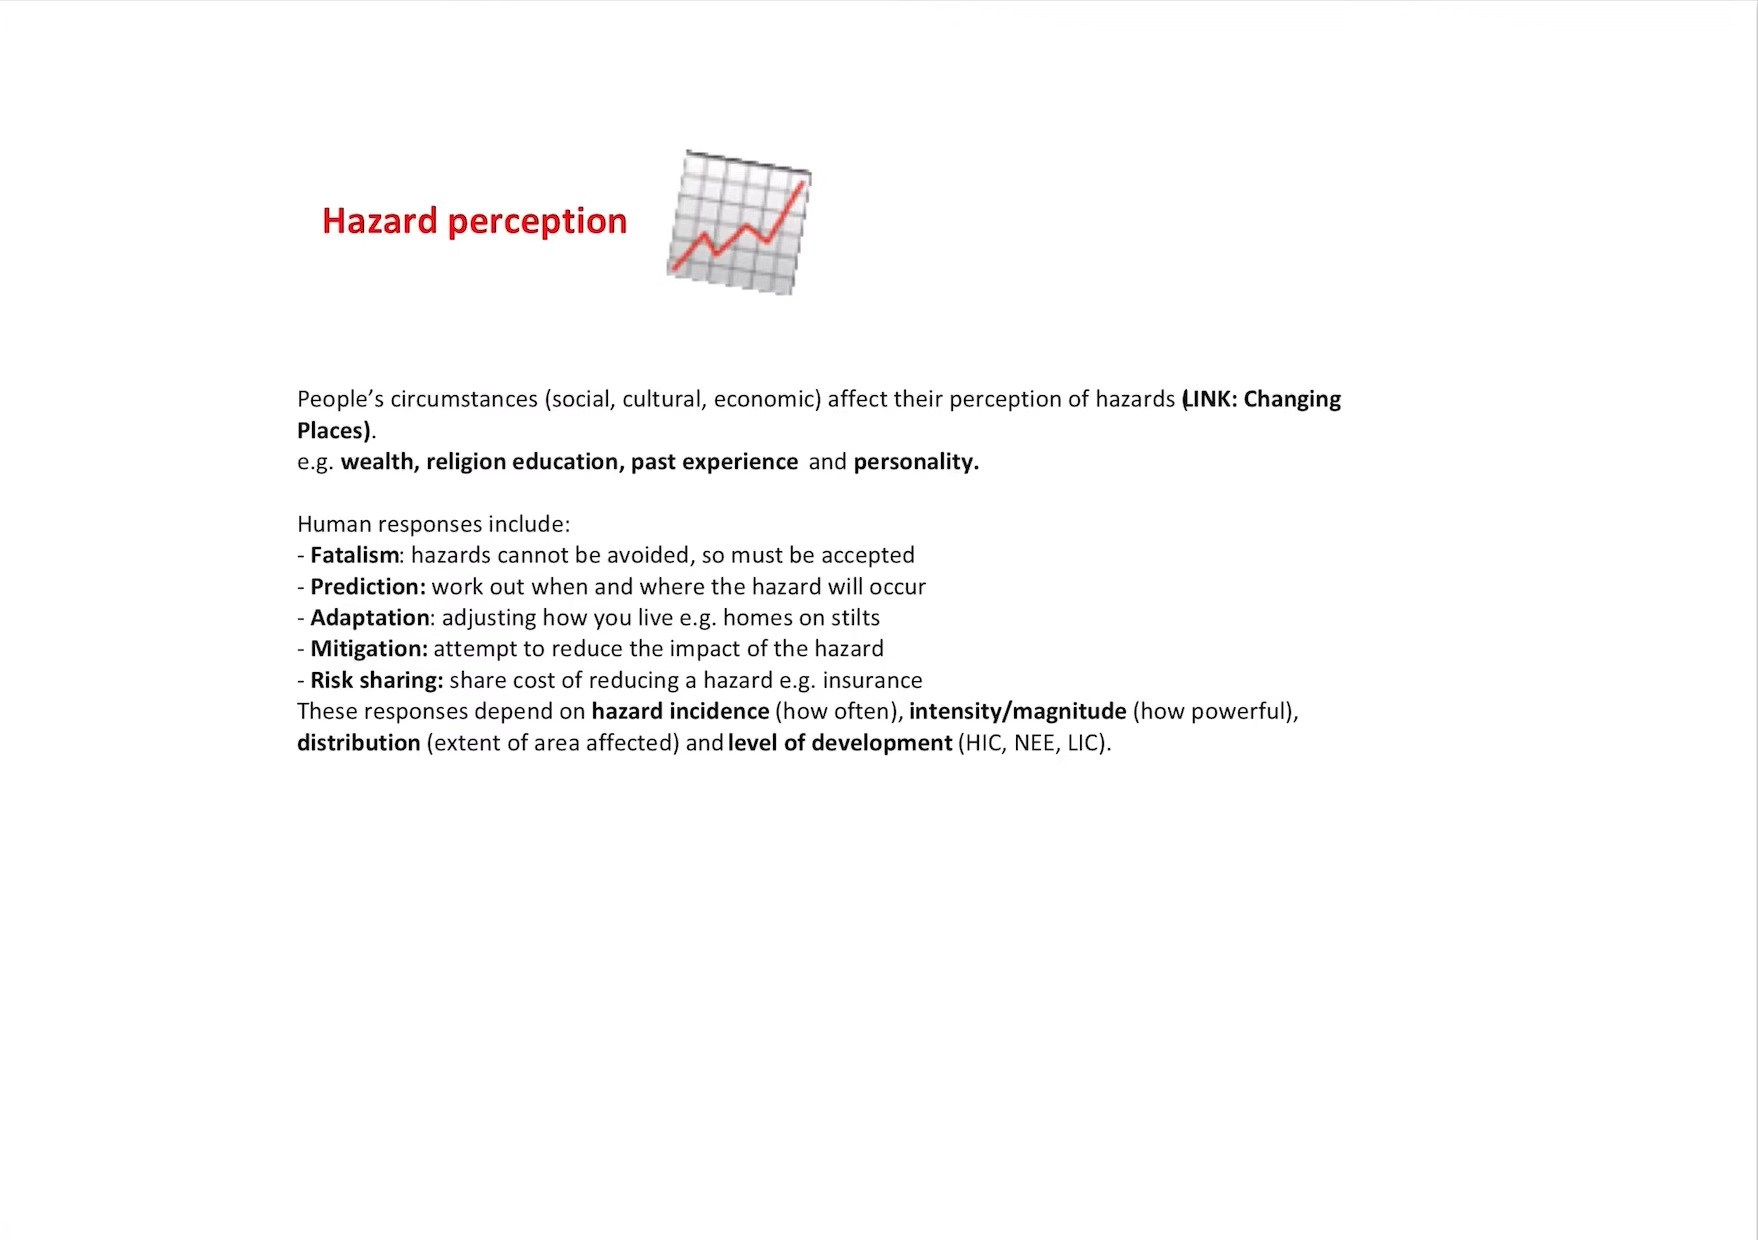 Hazard perception
People’s circumstances (social, cultural, economic) affect their perception of hazards (LINK: Changing
Places).
e.g. wealth, religion education, past experience and personality.
Human responses include:
- Fatalism: hazards cannot be avoided, so must be accepted
- Prediction: work out when and where the hazard will occur
- Adaptation: adjusting how you live e.g. homes on stilts
- Mitigation: attempt to reduce the impact of the hazard
- Risk sharing: share cost of reducing a hazard e.g. insurance
These responses depend on hazard incidence (how often), intensity/magnitude (how powerful),
distribution (extent of area affected) and level of development (HIC, NEE, LIC).